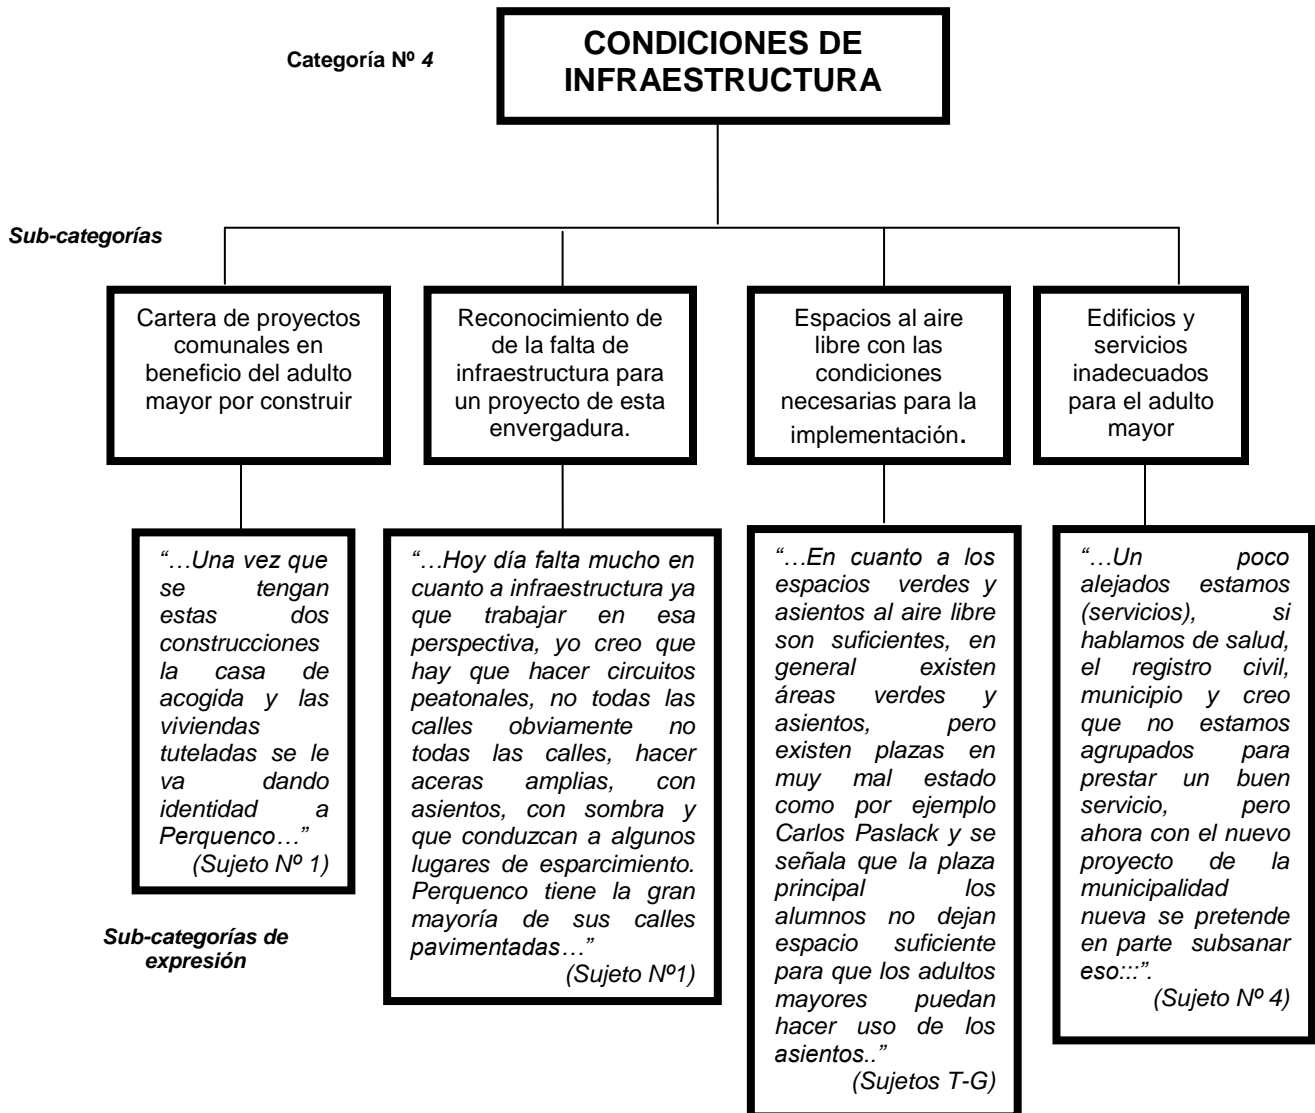 Categoría Nº 4
CONDICIONES DE
INFRAESTRUCTURA
Sub-categorías
Cartera de proyectos
comunales en
beneficio del adulto
mayor por construir
Reconocimiento de
de la falta de
infraestructura para
un proyecto de esta
envergadura.
Espacios al aire
libre con las
condiciones
necesarias para la
implementación.
Edificios y
servicios
inadecuados
para el adulto
mayor
“…Una vez que
se tengan
estas dos
construcciones
la casa de
acogida y las
viviendas
tuteladas se le
va dando
identidad a
Perquenco…”
(Sujeto Nº 1)
“…Hoy día falta mucho en
cuanto a infraestructura ya
que trabajar en esa
perspectiva, yo creo que
hay que hacer circuitos
peatonales, no todas las
calles obviamente no
todas las calles, hacer
aceras amplias, con
asientos, con sombra y
que conduzcan a algunos
lugares de esparcimiento.
Perquenco tiene la gran
mayoría de sus calles
pavimentadas…”
(Sujeto Nº1)
“…En cuanto a los
espacios verdes y
asientos al aire libre
son suficientes, en
general existen
áreas verdes y
asientos, pero
existen plazas en
muy mal estado
como por ejemplo
Carlos Paslack y se
señala que la plaza
principal los
alumnos no dejan
espacio suficiente
para que los adultos
mayores puedan
hacer uso de los
asientos..”
(Sujetos T-G)
“…Un poco
alejados estamos
(servicios), si
hablamos de salud,
el registro civil,
municipio y creo
que no estamos
agrupados para
prestar un buen
servicio, pero
ahora con el nuevo
proyecto de la
municipalidad
nueva se pretende
en parte subsanar
eso:::”.
(Sujeto Nº 4)
Sub-categorías de
expresión